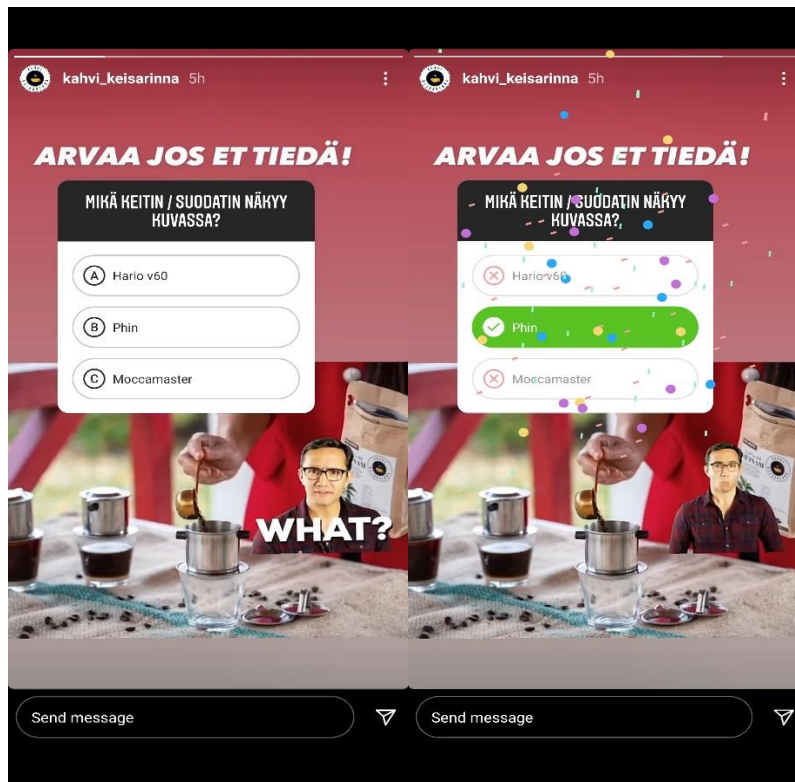 kahvi_keisarinna 5h
ARVAA JOS ET TIEDÄ!
MIKÄ KEITIN / SUODATIN NÄKYY
KUVASSA?
A Hario v60
B Phin
C Moccamaster
WHAT?
Send message
kahvi_keisarinna 5h
ARVAA JOS ET TIEDÄ!
MIKÄ KEITIN / SUODATIN NÄKYY
KUVASSA?
Hario v60
Phin
Moccamaster
Send message